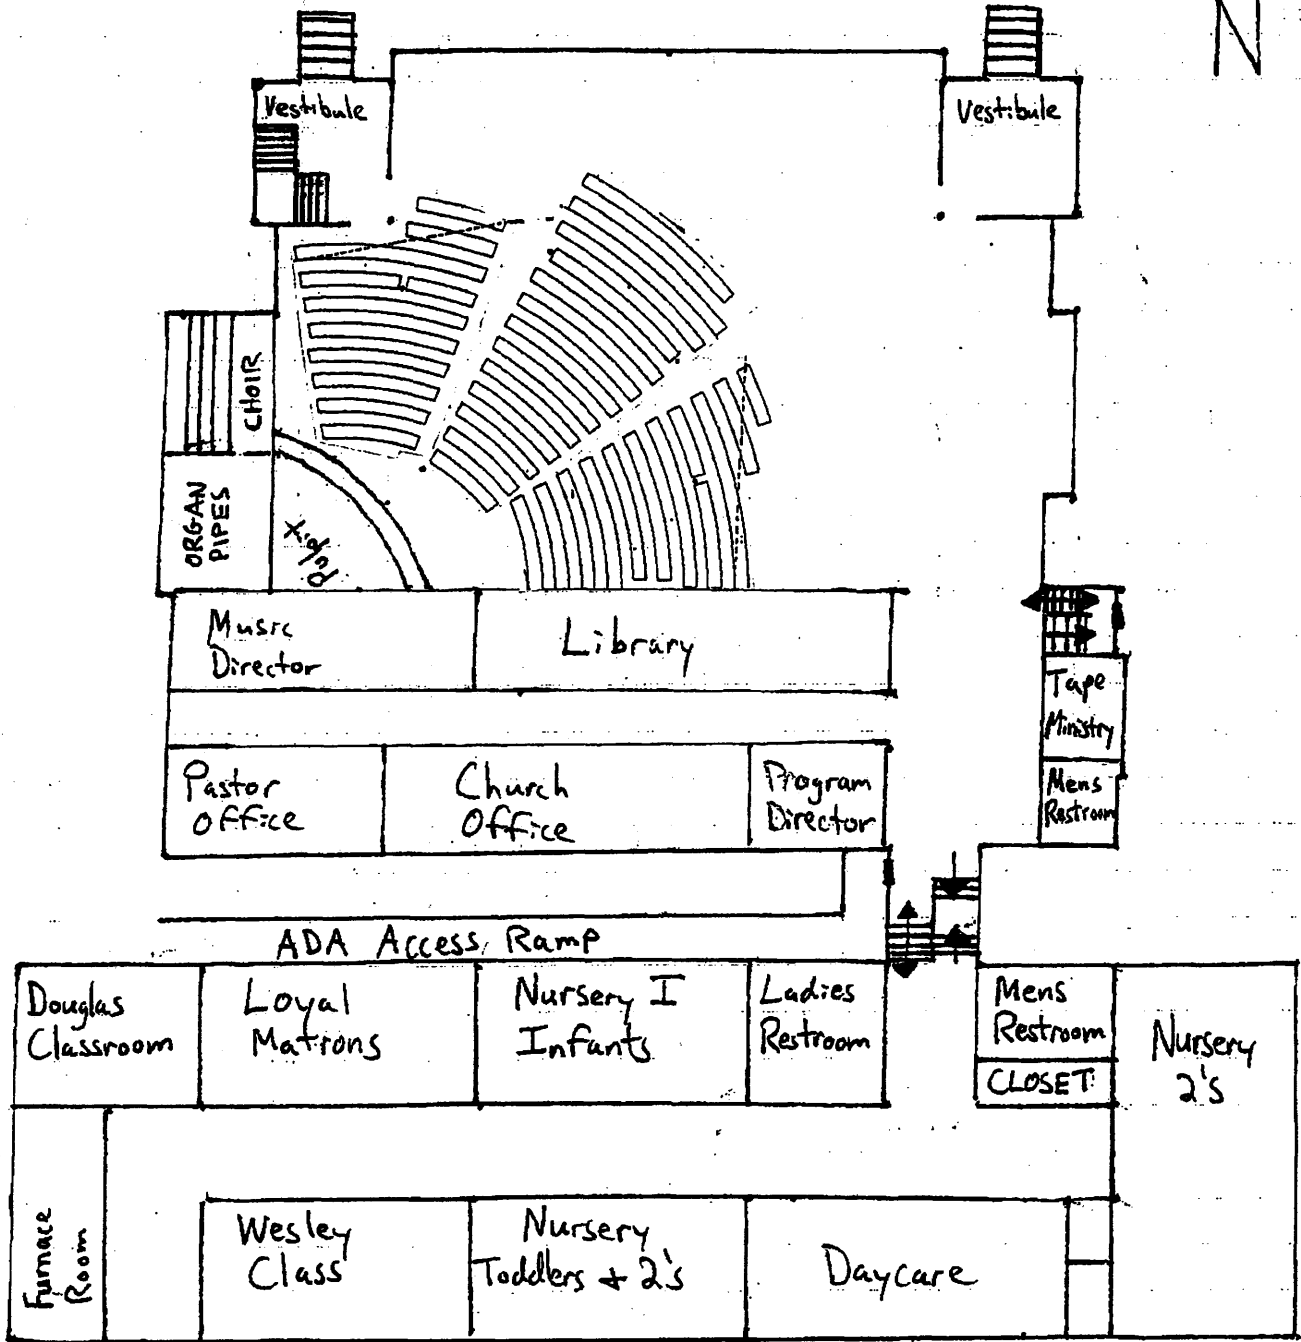 N
Vestibule
Vestibule
CHOIR
ORGAN
PIPES
Pulpix
Music
Director
Library
Tape
Ministry
Mens
Restroom
Pastor
Office
Church
Office
Program
Director
ADA Access Ramp
Douglas
Classroom
Loyal
Matrons
Nursery I
Infants
Ladies
Restroom
Mens
Restroom
CLOSET
Nursery
2's
Furnace
Room
Wesley
Class
Nursery
Toddlers + 2's
Daycare